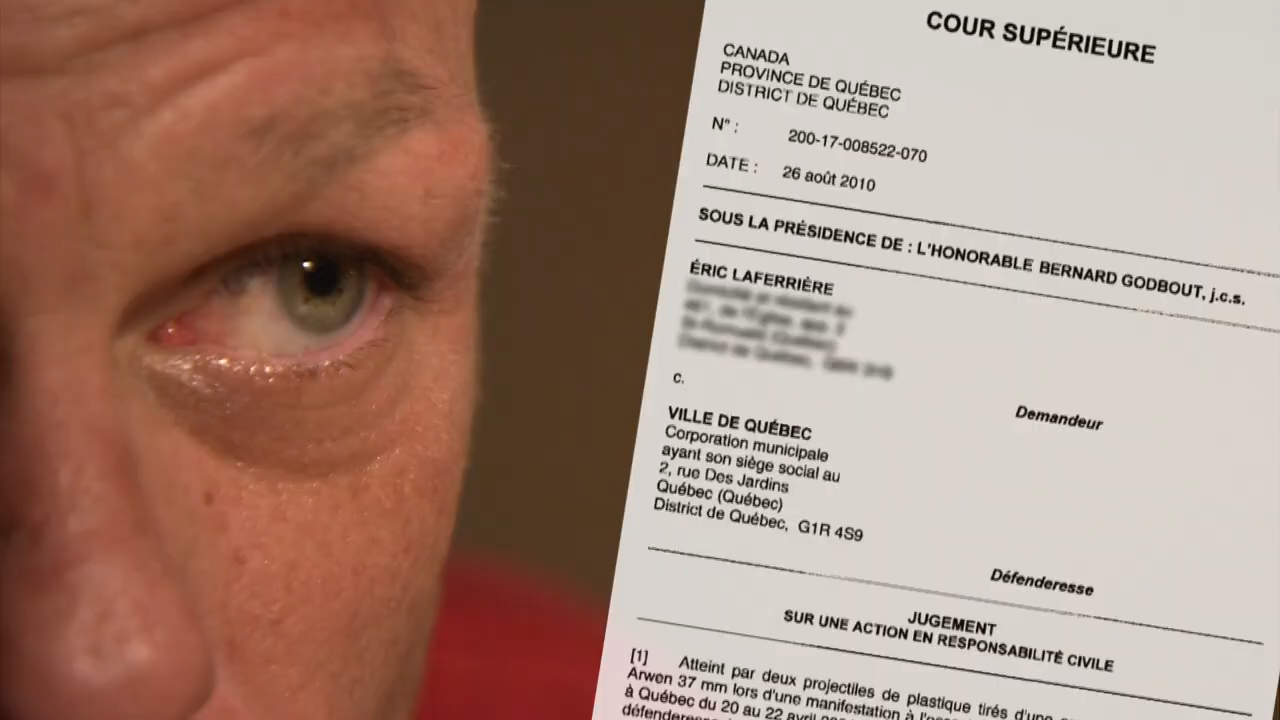 COUR SUPÉRIEURE
CANADA
PROVINCE DE QUÉBEC
DISTRICT DE QUÉBEC
N° : 200-17-008522-070
DATE : 26 août 2010
SOUS LA PRÉSIDENCE DE : L'HONORABLE BERNARD GODBOUT, j.c.s.
ÉRIC LAFERRIÈRE
c.
Demandeur
VILLE DE QUÉBEC
Corporation municipale
ayant son siège social au
2, rue Des Jardins
Québec (Québec)
District de Québec, G1R 4S9
Défenderesse
JUGEMENT
SUR UNE ACTION EN RESPONSABILITÉ CIVILE
[1] Atteint par deux projectiles de plastique tirés d'une
Arwen 37 mm lors d'une manifestation à
à Québec du 20 au 22 avril